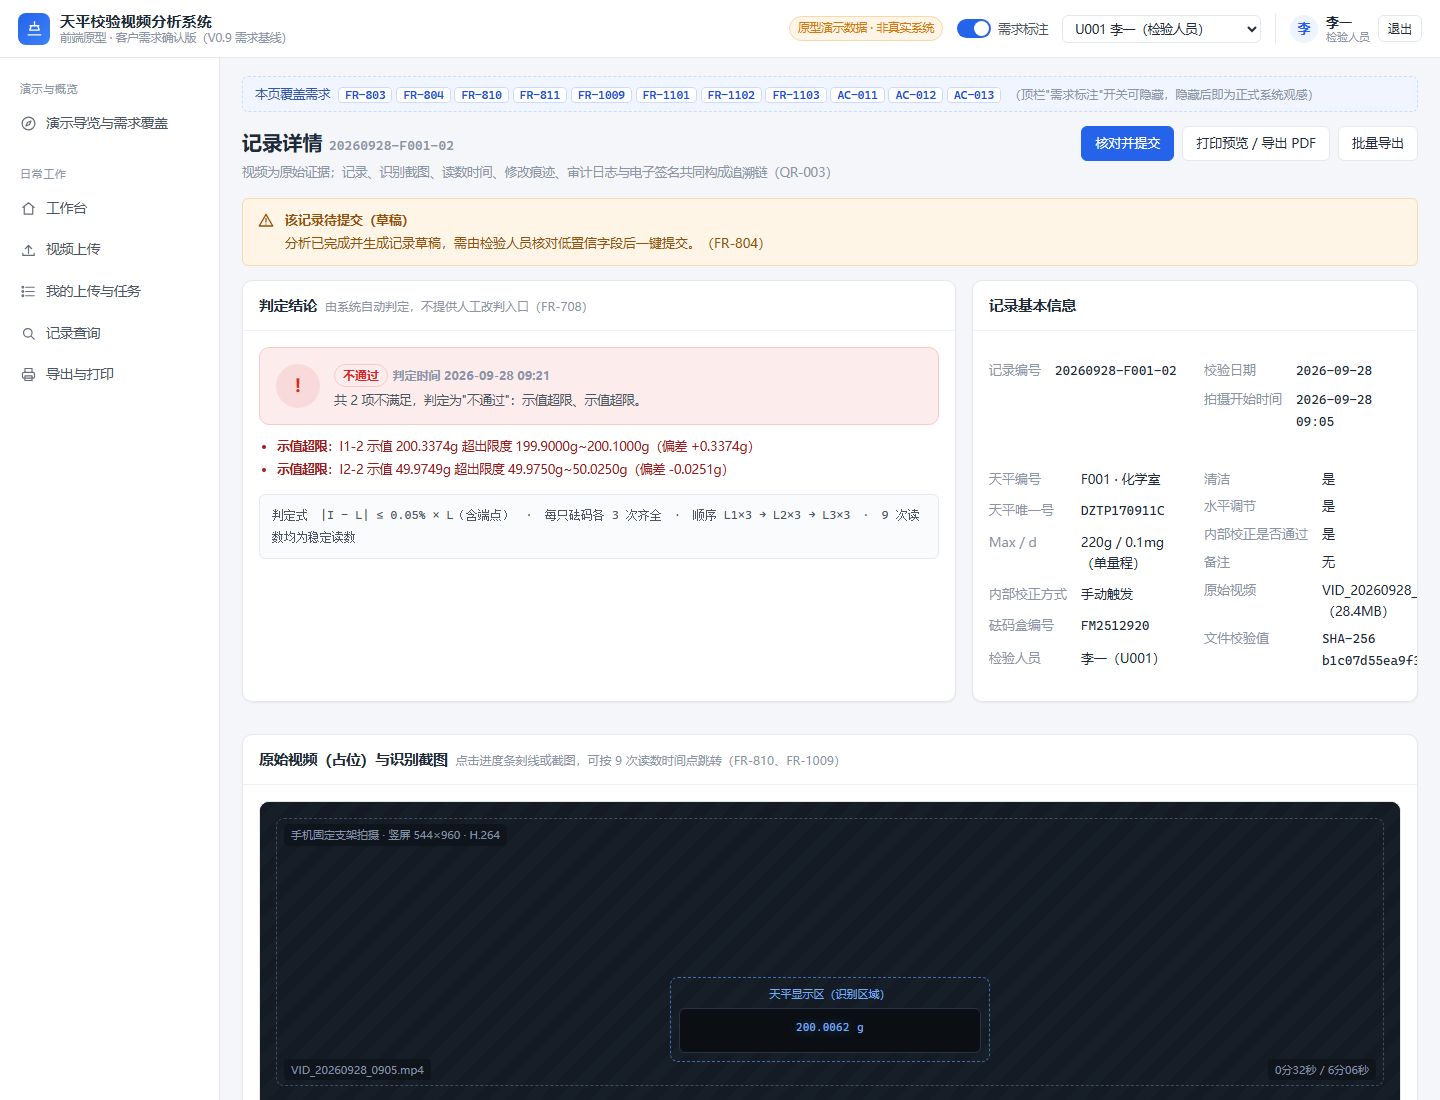 天平校验视频分析系统
前端原型 · 客户需求确认版（V0.9 需求基线）
原型演示数据 · 非真实系统
需求标注
U001 李一（检验人员）
李
李一
检验人员
退出
演示与概览
演示导览与需求覆盖
日常工作
工作台
视频上传
我的上传与任务
记录查询
导出与打印
本页覆盖需求 FR-803 FR-804 FR-810 FR-811 FR-1009 FR-1101 FR-1102 FR-1103 AC-011 AC-012 AC-013 （顶栏"需求标注"开关可隐藏，隐藏后即为正式系统观感）
记录详情 20260928-F001-02
视频为原始证据；记录、识别截图、读数时间、修改痕迹、审计日志与电子签名共同构成追溯链（QR-003）
核对并提交
打印预览 / 导出 PDF
批量导出
该记录待提交（草稿）
分析已完成并生成记录草稿，需由检验人员核对低置信字段后一键提交。（FR-804）
判定结论 由系统自动判定，不提供人工改判入口（FR-708）
!
不通过 判定时间 2026-09-28 09:21
共 2 项不满足，判定为"不通过"：示值超限、示值超限。
• 示值超限：I1-2 示值 200.3374g 超出限度 199.9000g~200.1000g（偏差 +0.3374g）
• 示值超限：I2-2 示值 49.9749g 超出限度 49.9750g~50.0250g（偏差 -0.0251g）
判定式 |I − L| ≤ 0.05% × L（含端点） · 每只砝码各 3 次齐全 · 顺序 L1×3 → L2×3 → L3×3 · 9 次读
数均为稳定读数
记录基本信息
记录编号 20260928-F001-02
校验日期 2026-09-28
拍摄开始时间 2026-09-28
09:05
天平编号 F001 · 化学室
天平唯一号 DZTP170911C
Max / d 220g / 0.1mg
（单量程）
内部校正方式 手动触发
砝码盒编号 FM2512920
检验人员 李一（U001）
清洁 是
水平调节 是
内部校正是否通过 是
备注 无
原始视频 VID_20260928_
（28.4MB）
文件校验值 SHA-256
b1c07d55ea9f3
原始视频（占位）与识别截图 点击进度条刻线或截图，可按 9 次读数时间点跳转（FR-810、FR-1009）
手机固定支架拍摄 · 竖屏 544×960 · H.264
天平显示区（识别区域）
200.0062 g
VID_20260928_0905.mp4
0分32秒 / 6分06秒